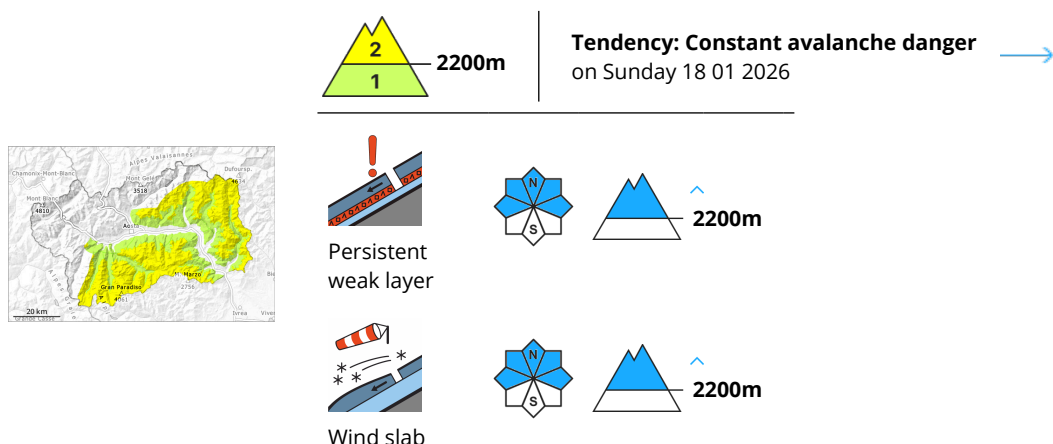 2
1
2200m
Tendency: Constant avalanche danger
on Sunday 18 01 2026
Alpes Valaisannes
Chamonix-Mont-Blanc
Mont Gelé
3518
Dufoursp.
4634
Mont Blanc
4810
Aosta
Gran Paradiso
4061
Marzo
2756
Ivrea
20 km
N
S
2200m
Persistent
weak layer
N
S
2200m
Wind slab